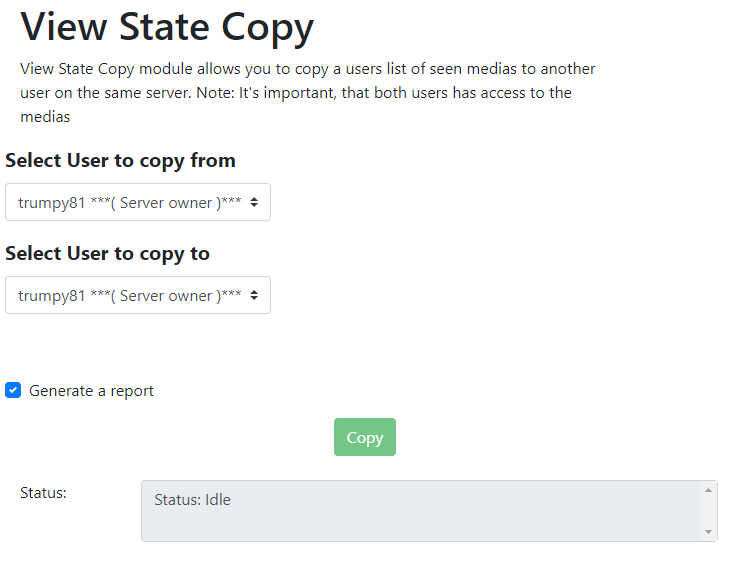 View State Copy
View State Copy module allows you to copy a users list of seen medias to another
user on the same server. Note: It's important, that both users has access to the
medias
Select User to copy from
trumpy81 ***( Server owner )***
Select User to copy to
trumpy81 ***( Server owner )***
Generate a report
Copy
Status:
Status: Idle